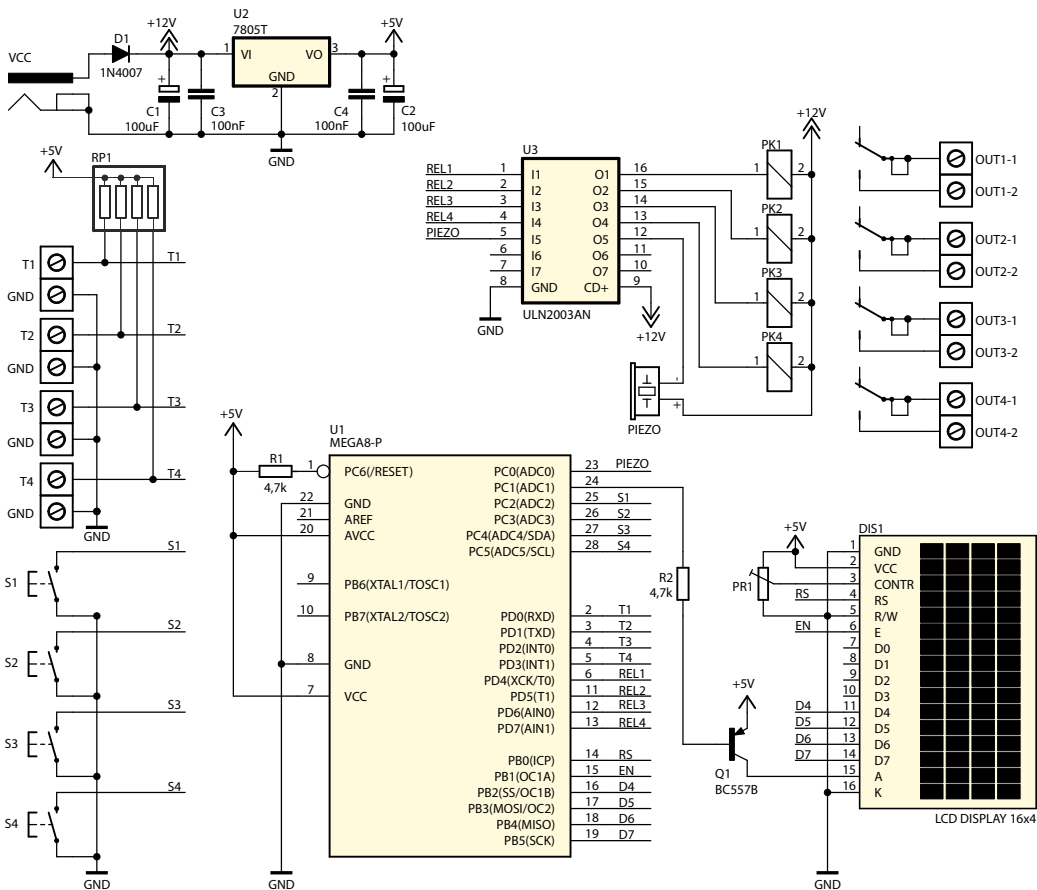 VCC
D1
1N4007
+12V
+
C1
100uF
C3
100nF
U2
7805T
1 VI VO 3
GND
2
GND
C4
100nF
+5V
+
C2
100uF
+5V
RP1
T1 T1
GND
T2 T2
GND
T3 T3
GND
T4 T4
GND
GND
S1
S1
S2
S2
S3
S3
S4
S4
GND
U3
REL1 1 I1 O1 16
REL2 2 I2 O2 15
REL3 3 I3 O3 14
REL4 4 I4 O4 13
PIEZO 5 I5 O5 12
6 I6 O6 11
7 I7 O7 10
8 GND CD+ 9
ULN2003AN
GND
+12V
+12V
PK1
1 2
PK2
1 2
PK3
1 2
PK4
1 2
-
+
PIEZO
OUT1-1
OUT1-2
OUT2-1
OUT2-2
OUT3-1
OUT3-2
OUT4-1
OUT4-2
+5V
R1
4,7k
U1
MEGA8-P
1 PC6(/RESET)
22 GND
21 AREF
20 AVCC
9 PB6(XTAL1/TOSC1)
10 PB7(XTAL2/TOSC2)
8 GND
7 VCC
PC0(ADC0) 23 PIEZO
PC1(ADC1) 24
PC2(ADC2) 25 S1
PC3(ADC3) 26 S2
PC4(ADC4/SDA) 27 S3
PC5(ADC5/SCL) 28 S4
PD0(RXD) 2 T1
PD1(TXD) 3 T2
PD2(INT0) 4 T3
PD3(INT1) 5 T4
PD4(XCK/T0) 6 REL1
PD5(T1) 11 REL2
PD6(AIN0) 12 REL3
PD7(AIN1) 13 REL4
PB0(ICP) 14 RS
PB1(OC1A) 15 EN
PB2(SS/OC1B) 16 D4
PB3(MOSI/OC2) 17 D5
PB4(MISO) 18 D6
PB5(SCK) 19 D7
GND
R2
4,7k
+5V
Q1
BC557B
+5V
PR1
DIS1
1 GND
2 VCC
3 CONTR
RS 4 RS
5 R/W
EN 6 E
7 D0
8 D1
9 D2
10 D3
D4 11 D4
D5 12 D5
D6 13 D6
D7 14 D7
15 A
16 K
LCD DISPLAY 16x4
GND